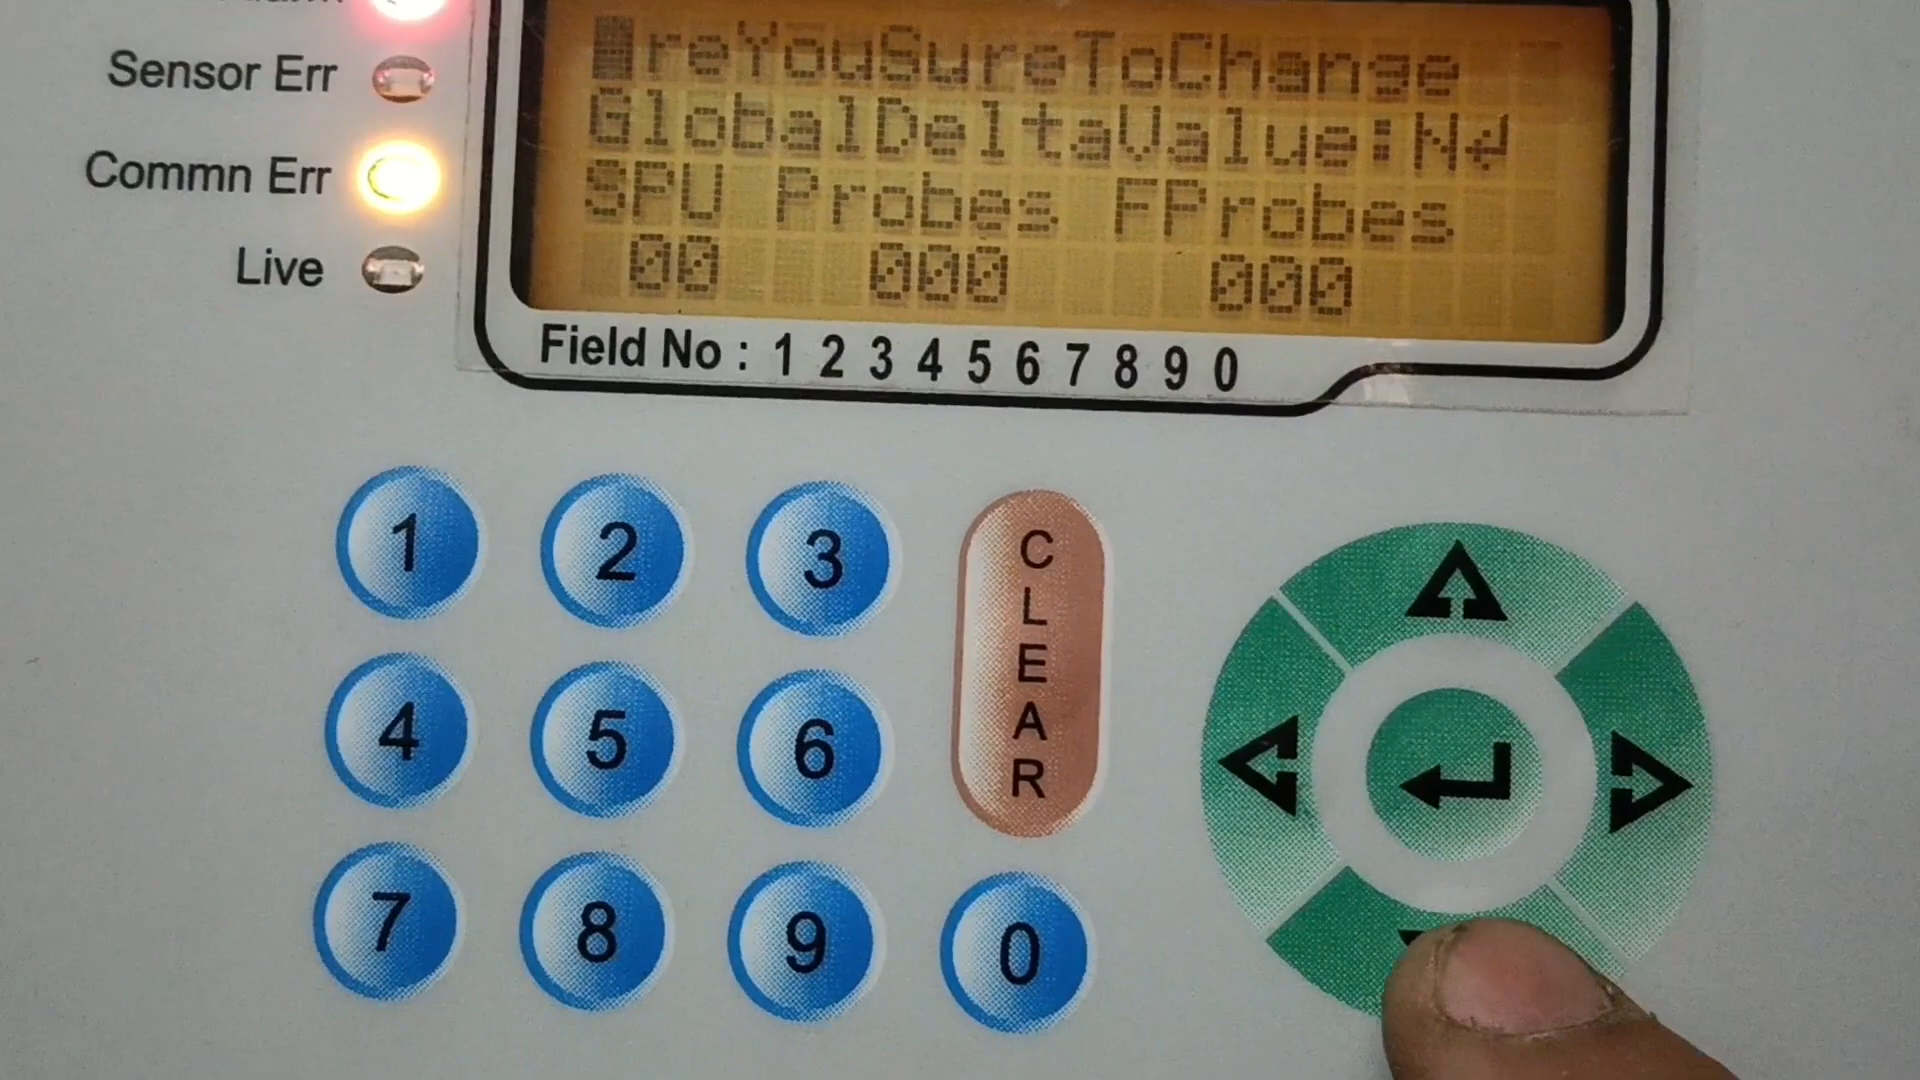 Sensor Err
Commn Err
Live
reYouSureToChange
GlobalDeltaValue:N↵
SPU Probes FProbes
00 000 000
Field No : 1 2 3 4 5 6 7 8 9 0
1 2 3
CLEAR
4 5 6
7 8 9 0